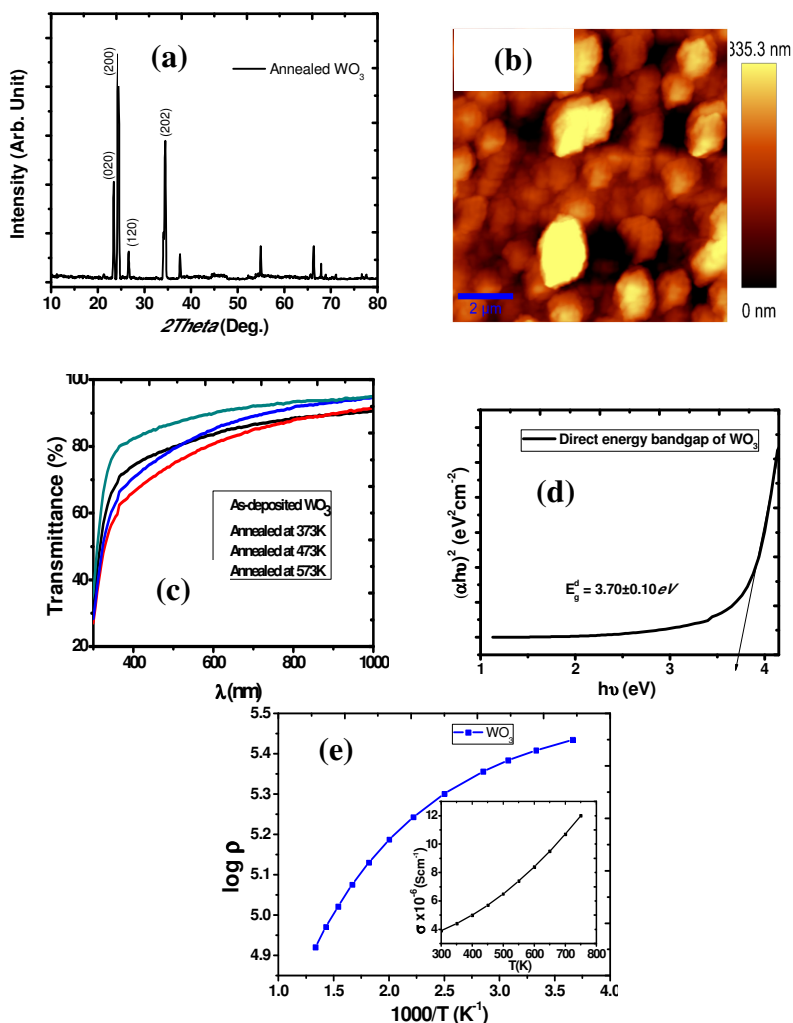 (a)
Annealed WO₃
(020)
(200)
(120)
(202)
Intensity (Arb. Unit)
10 20 30 40 50 60 70 80
2Theta (Deg.)
(b)
335.3 nm
0 nm
2 μm
100
80
60
40
20
Transmittance (%)
As-deposited WO₃
Annealed at 373K
Annealed at 473K
Annealed at 573K
(c)
400 600 800 1000
λ(nm)
Direct energy bandgap of WO₃
(d)
(αhυ)² (eV²cm⁻²)
E_g^d = 3.70±0.10eV
1 2 3 4
hυ (eV)
(e)
WO₃
5.5
5.4
5.3
5.2
5.1
5.0
4.9
log ρ
1.0 1.5 2.0 2.5 3.0 3.5 4.0
1000/T (K⁻¹)
12
10
8
6
4
σ x10⁻⁶ (Scm⁻¹)
300 400 500 600 700 800
T(K)